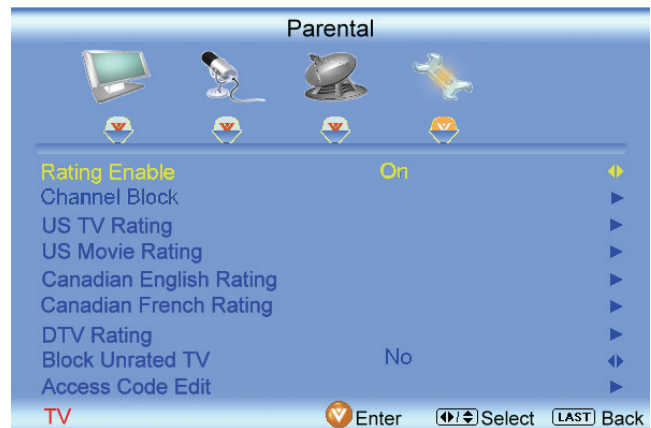 Parental
Rating Enable On
Channel Block
US TV Rating
US Movie Rating
Canadian English Rating
Canadian French Rating
DTV Rating
Block Unrated TV No
Access Code Edit
TV Enter Select LAST Back